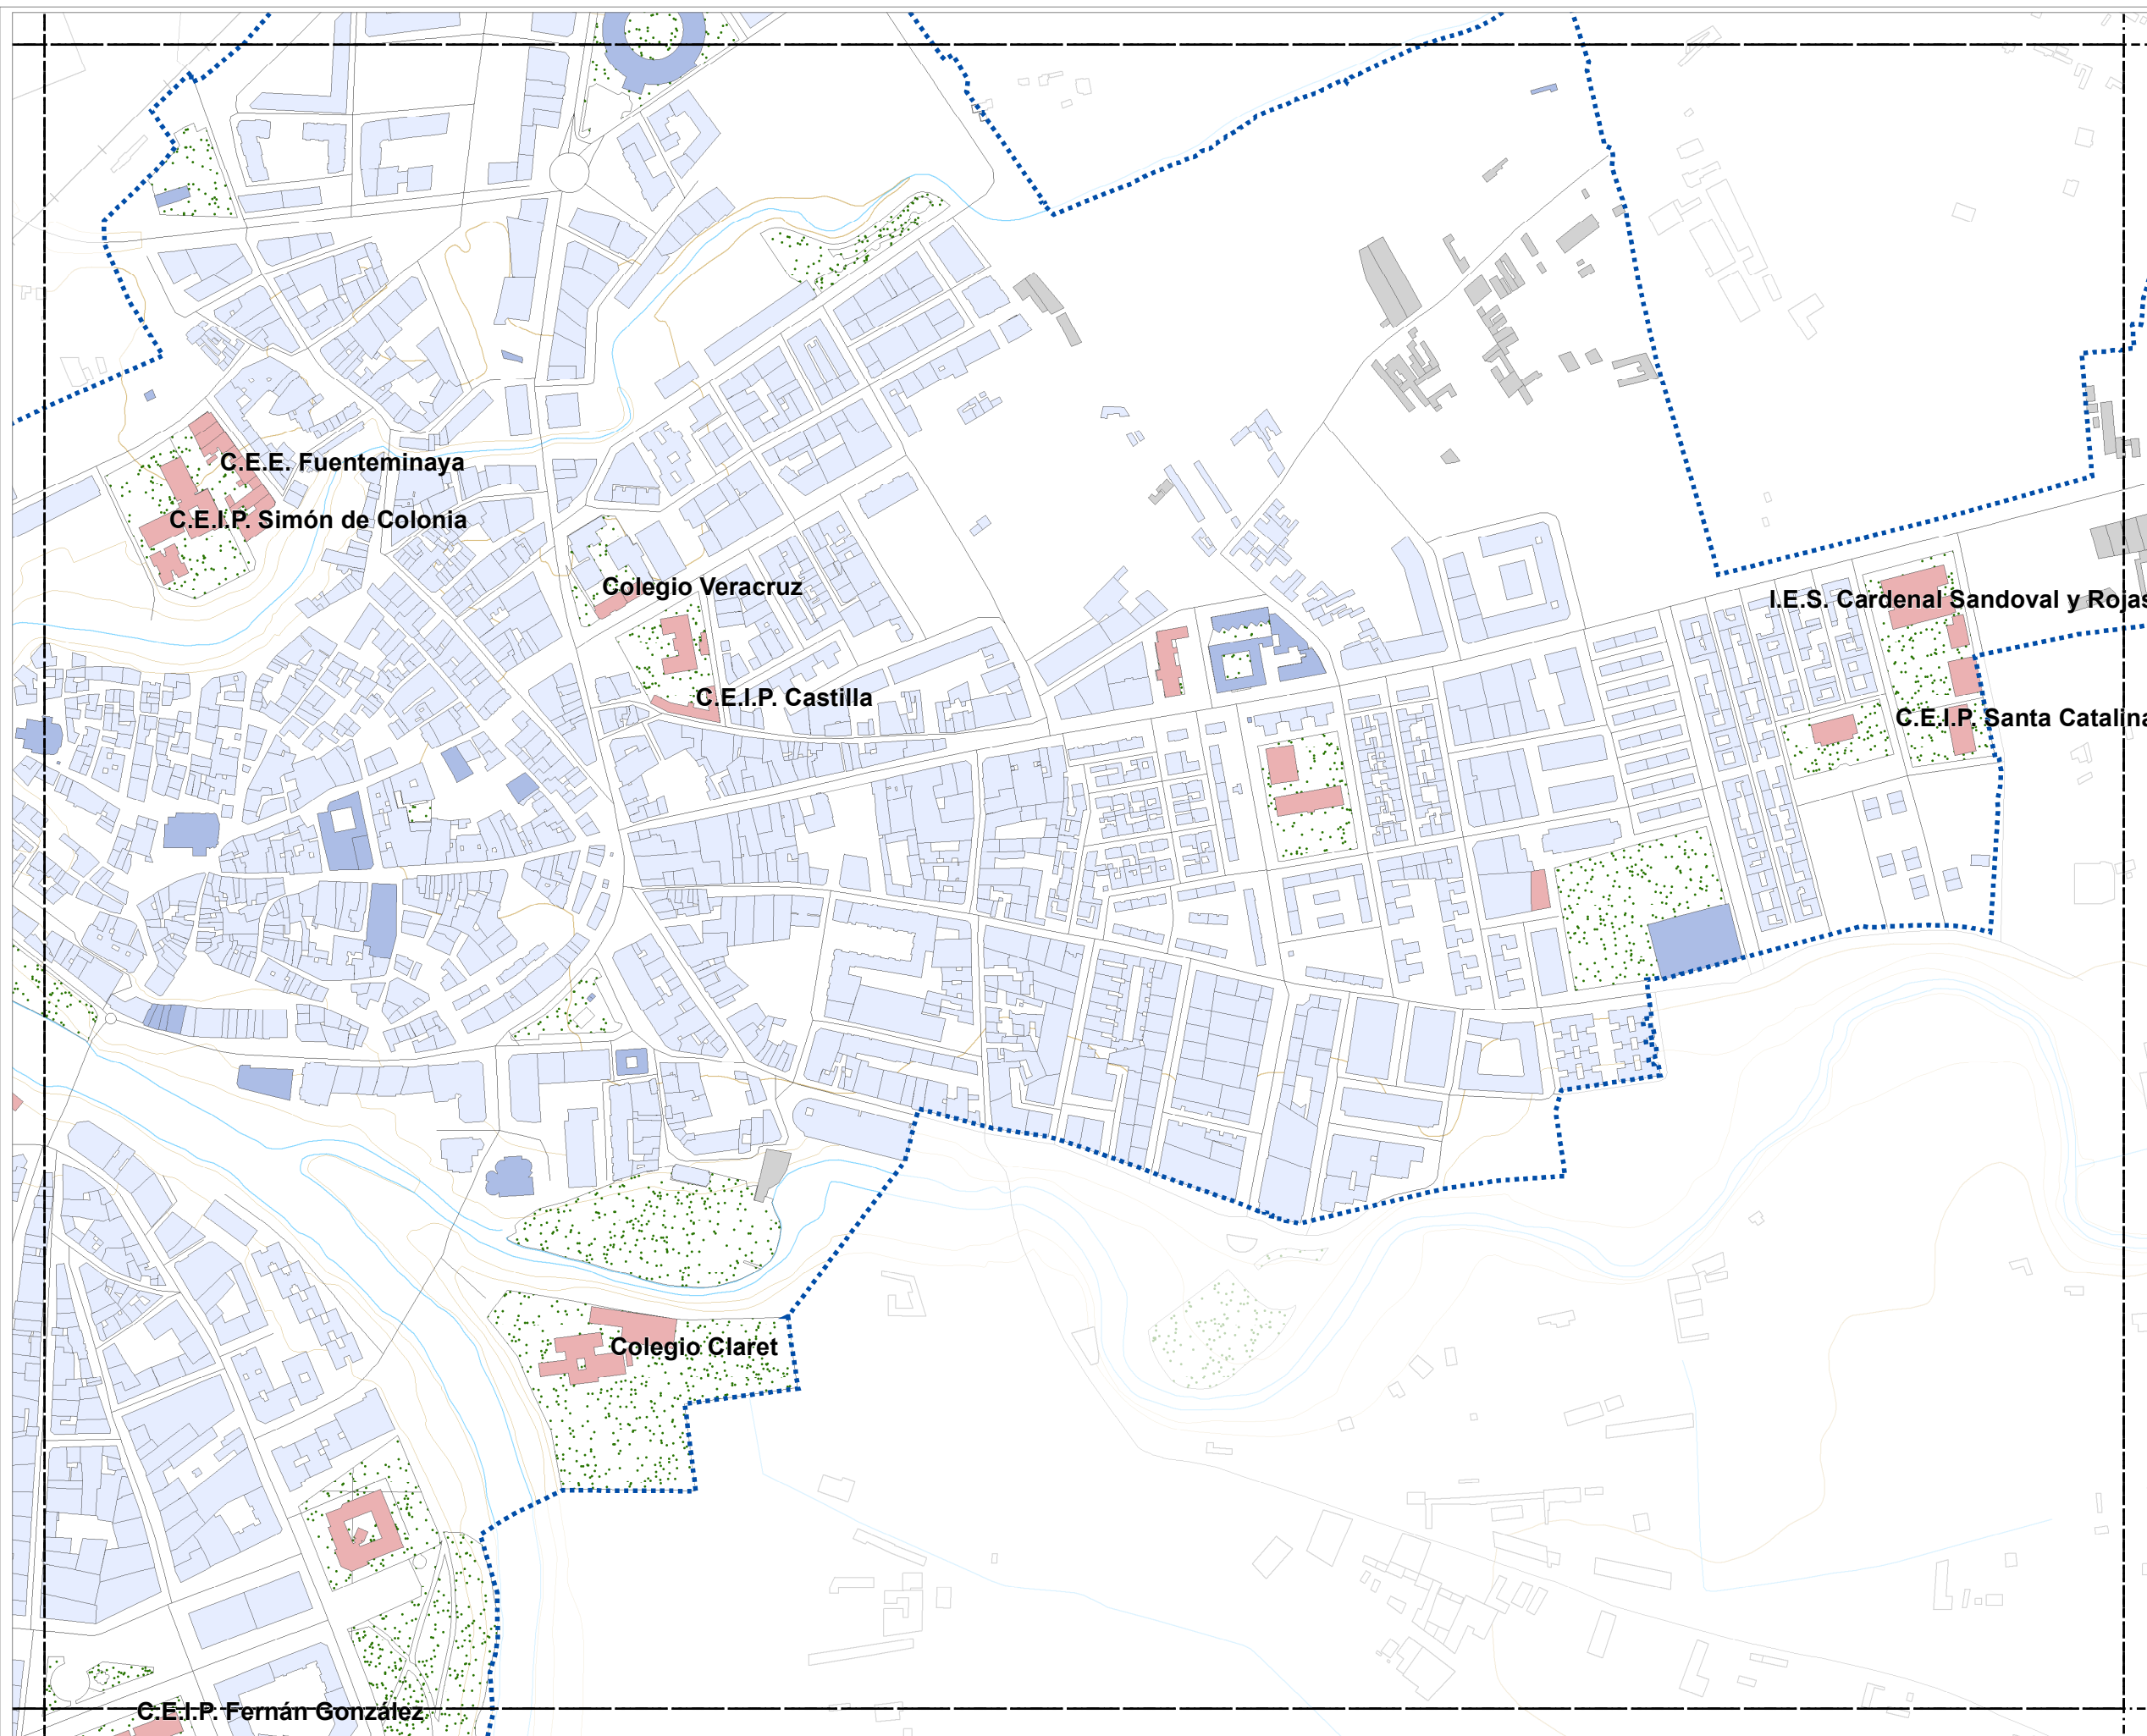 C.E.E. Fuenteminaya
C.E.I.P. Simón de Colonia
Colegio Veracruz
I.E.S. Cardenal Sandoval y Rojas
C.E.I.P. Castilla
C.E.I.P. Santa Catalina
Colegio Claret
C.E.I.P. Fernán González